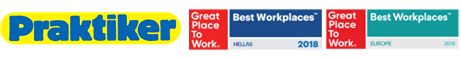 Praktiker
Great
Place
To
Work®
Best Workplaces™
HELLAS 2018
Great
Place
To
Work®
Best Workplaces™
EUROPE 2018